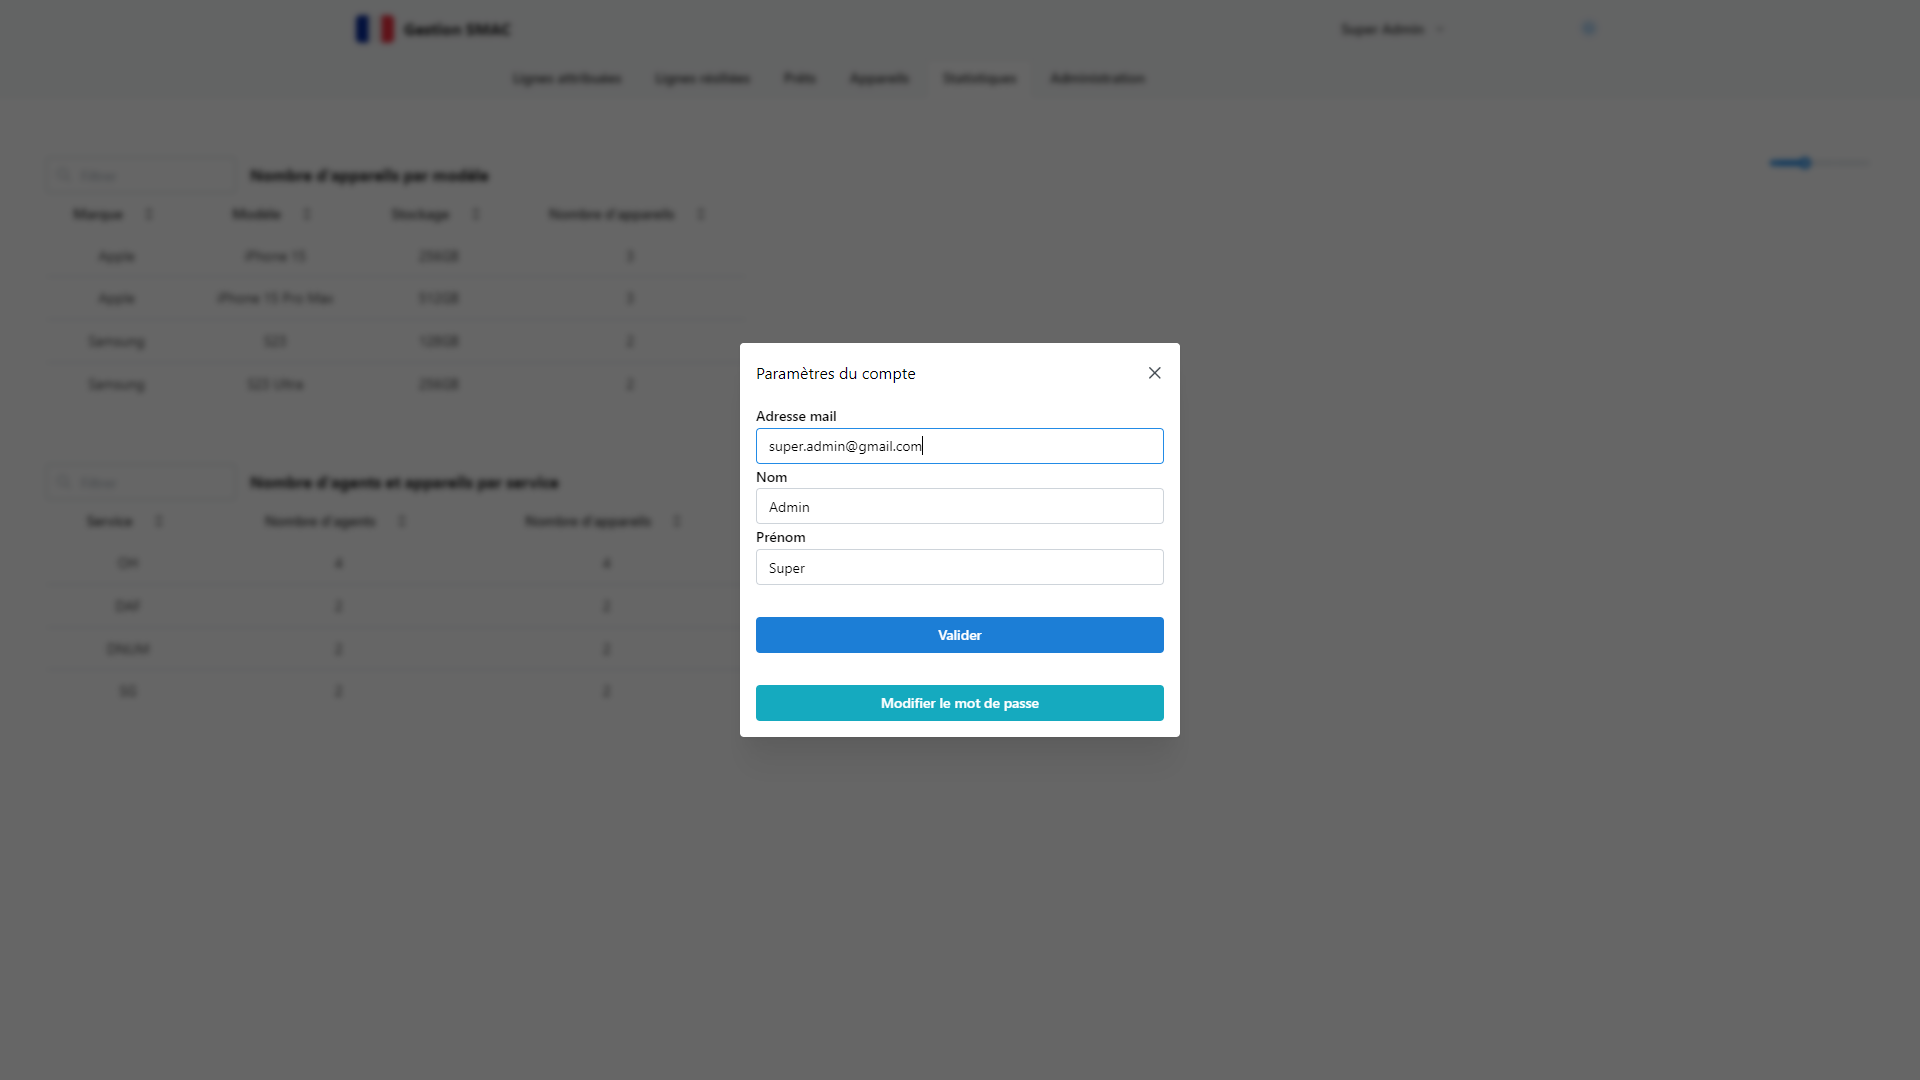 Gestion SMAC
Super Admin
Lignes attribuées Lignes résiliées Prêts Appareils Statistiques Administration
Filtrer Nombre d'appareils par modèle
Marque Modèle Stockage Nombre d'appareils
Apple iPhone 15 256GB 3
Apple iPhone 15 Pro Max 512GB 3
Samsung S23 128GB 2
Samsung S23 Ultra 256GB 2
Paramètres du compte
Adresse mail
super.admin@gmail.com
Nom
Admin
Prénom
Super
Valider
Modifier le mot de passe
Filtrer Nombre d'agents et appareils par service
Service Nombre d'agents Nombre d'appareils
DAF 2 2
DNUM 2 2
SG 2 2